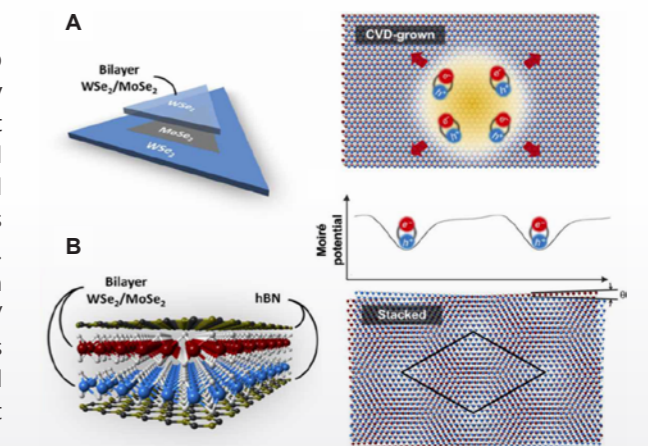 A
Bilayer
WSe₂/MoSe₂
WSe₂
MoSe₂
WSe₂
CVD-grown
e⁻
h⁺
e⁻
h⁺
e⁻
h⁺
e⁻
h⁺
Moiré
potential
e⁻
h⁺
e⁻
h⁺
B
Bilayer
WSe₂/MoSe₂
hBN
Stacked
θ